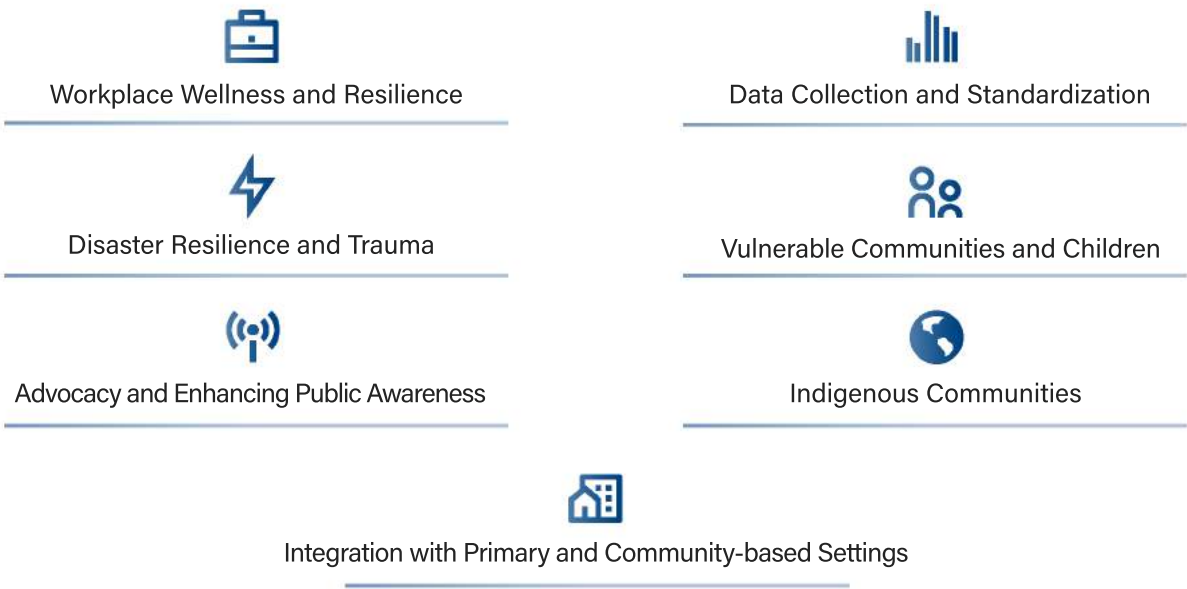 Workplace Wellness and Resilience
Data Collection and Standardization
Disaster Resilience and Trauma
Vulnerable Communities and Children
Advocacy and Enhancing Public Awareness
Indigenous Communities
Integration with Primary and Community-based Settings